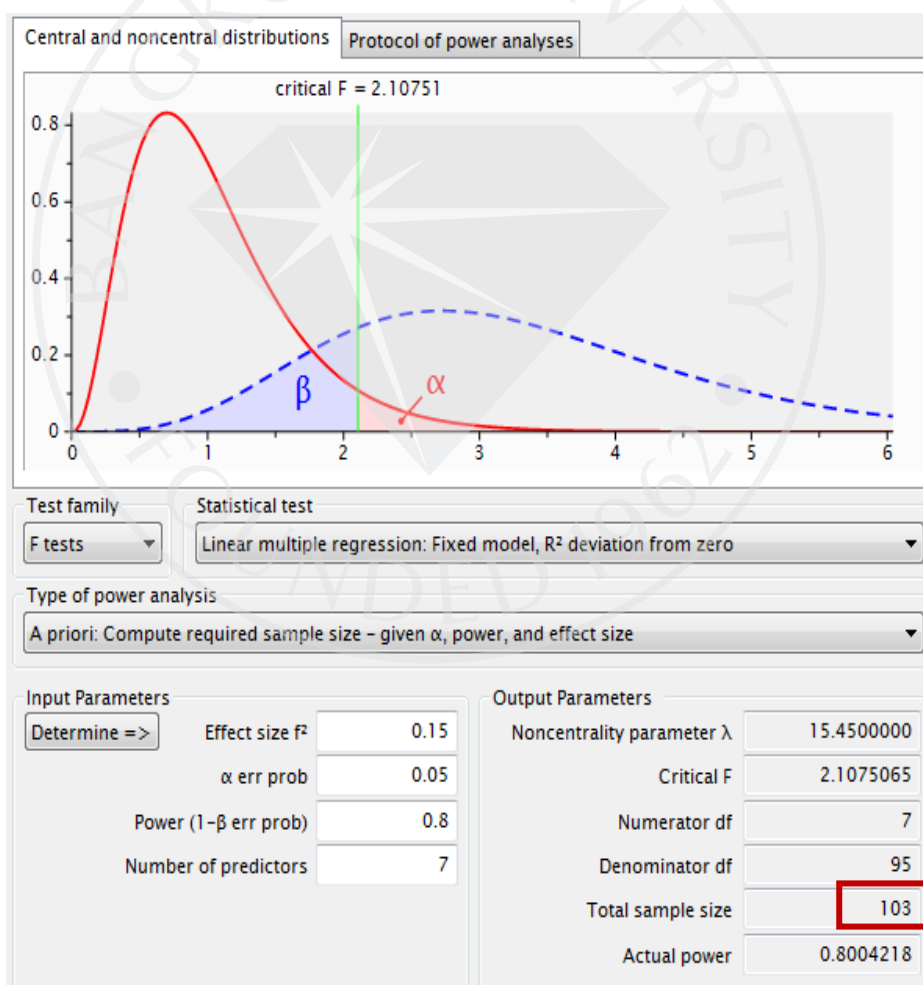 Central and noncentral distributions Protocol of power analyses
critical F = 2.10751
0.8
0.6
0.4
0.2
0
β
α
0 1 2 3 4 5 6
Test family Statistical test
F tests Linear multiple regression: Fixed model, R² deviation from zero
Type of power analysis
A priori: Compute required sample size – given α, power, and effect size
Input Parameters
Determine => Effect size f² 0.15
α err prob 0.05
Power (1-β err prob) 0.8
Number of predictors 7
Output Parameters
Noncentrality parameter λ 15.4500000
Critical F 2.1075065
Numerator df 7
Denominator df 95
Total sample size 103
Actual power 0.8004218
BANGKOK UNIVERSITY
FOUNDED 1962